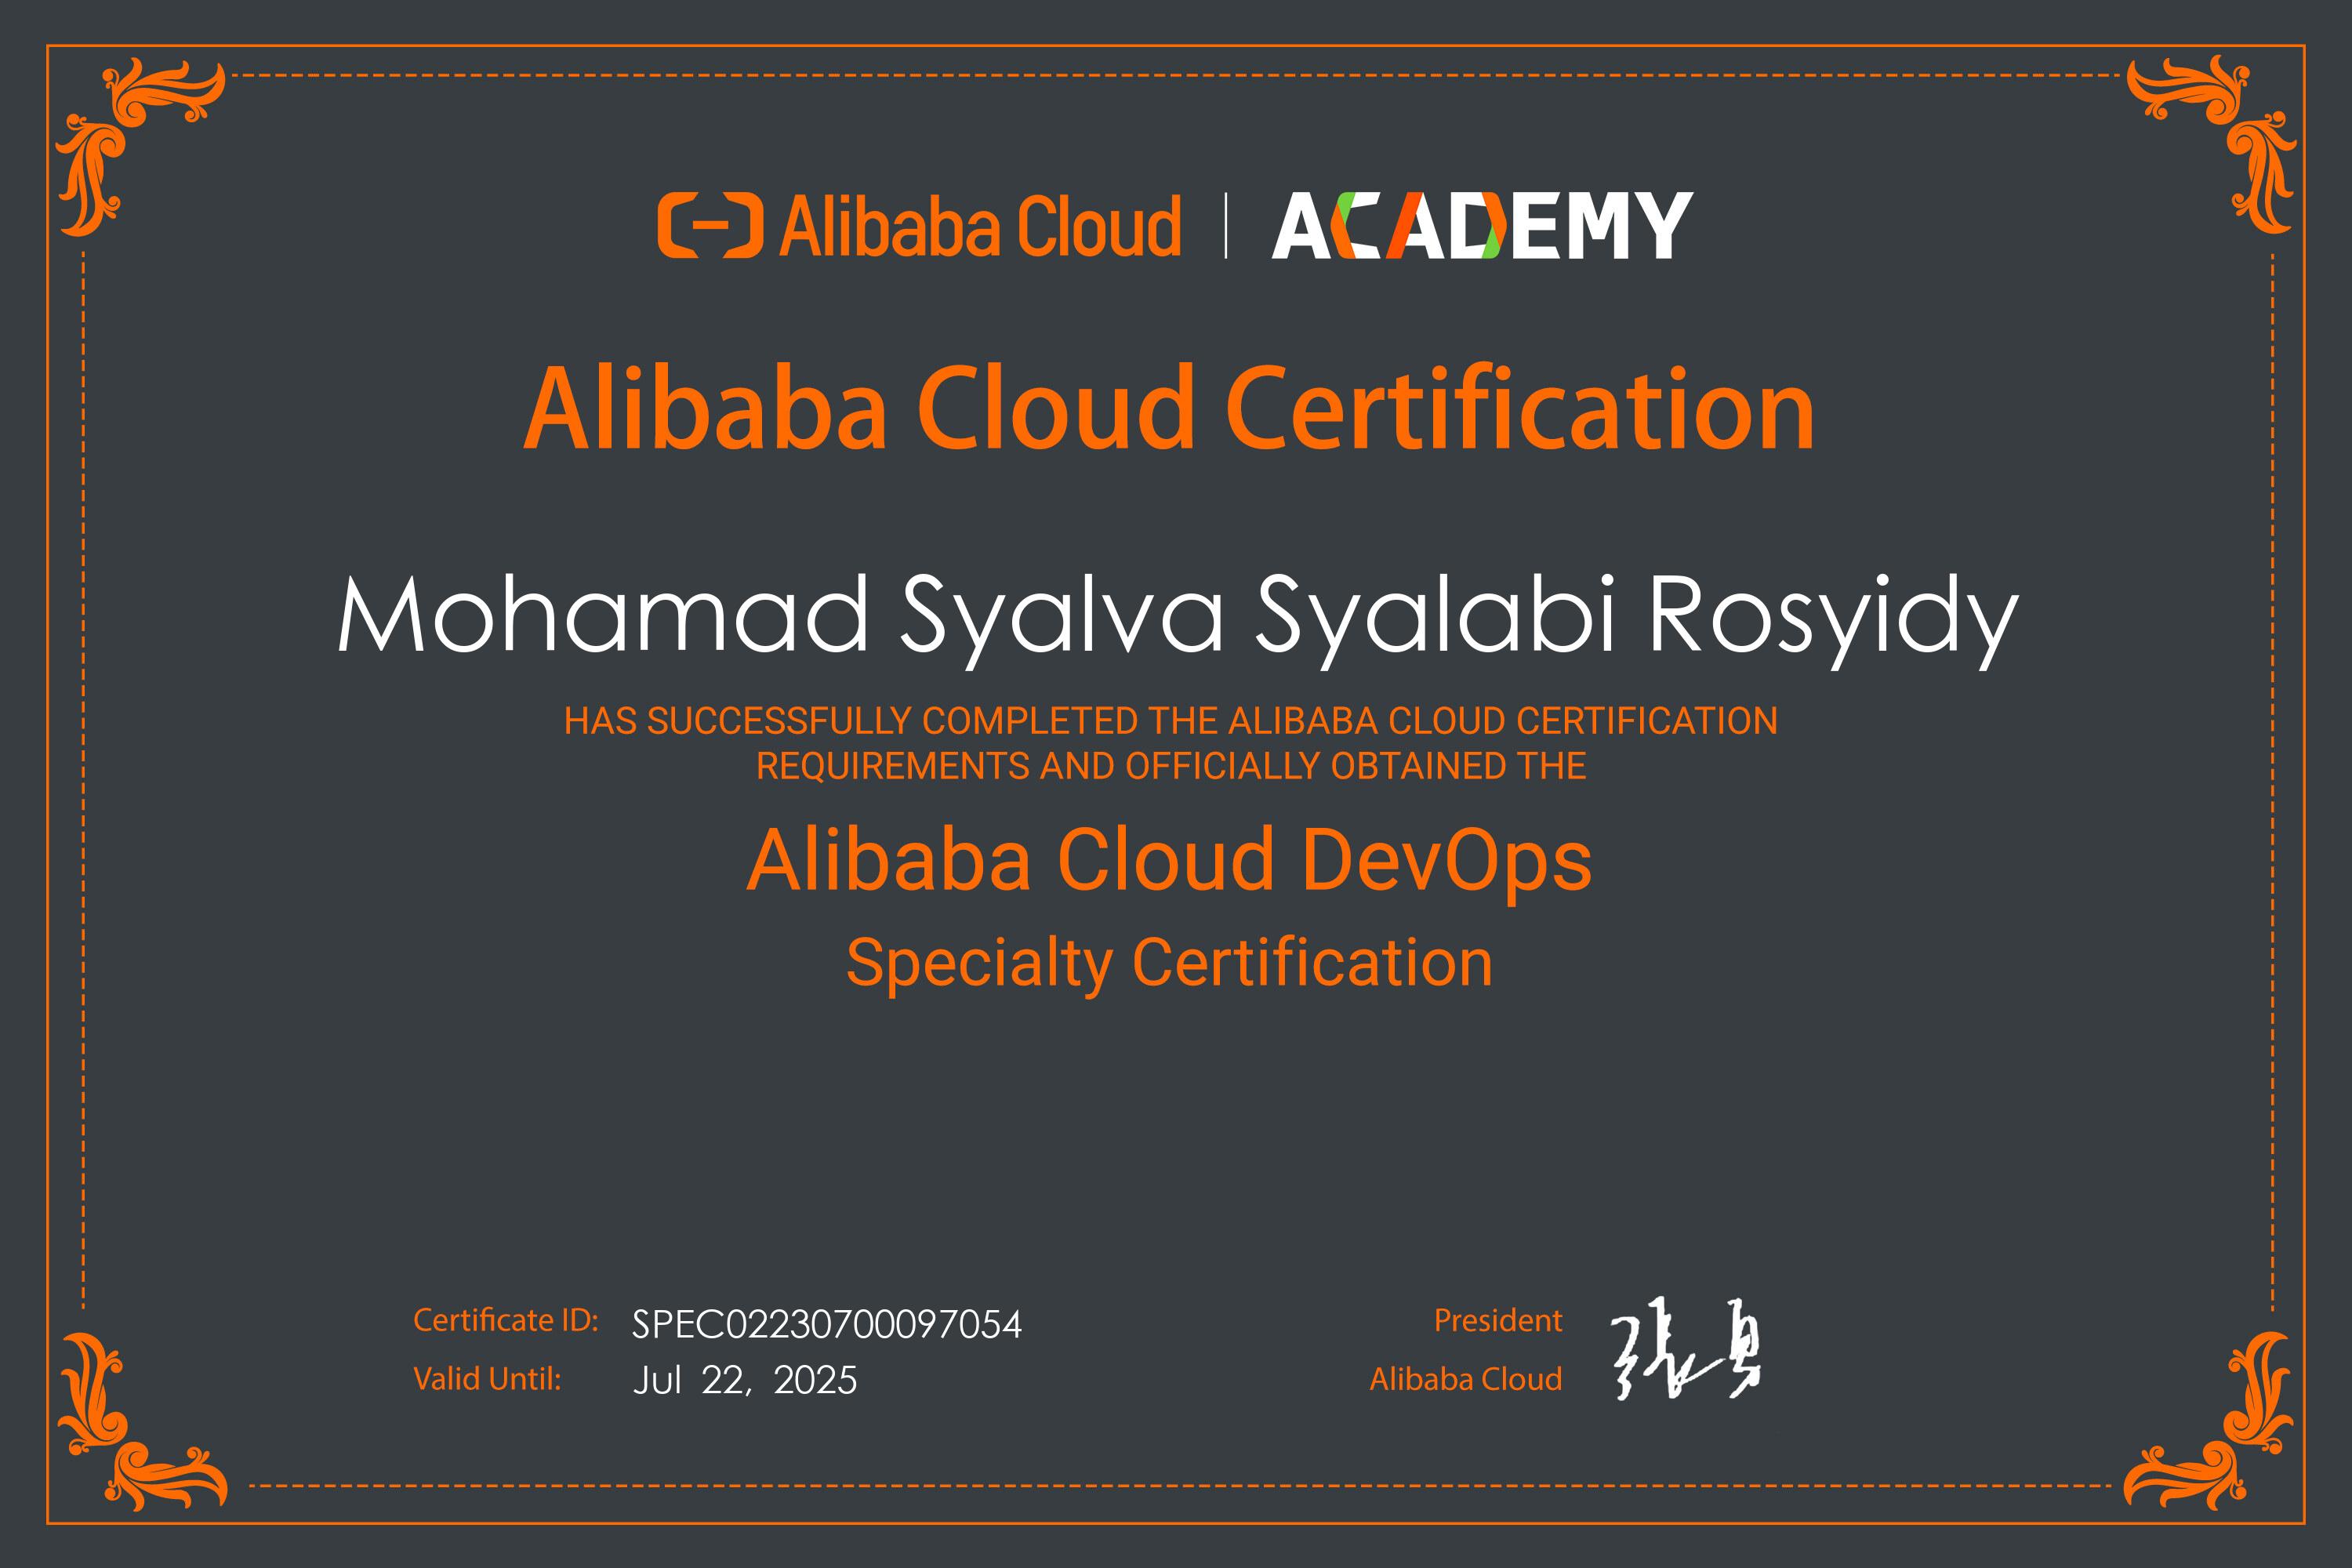 Alibaba Cloud | ACADEMY
Alibaba Cloud Certification
Mohamad Syalva Syalabi Rosyidy
HAS SUCCESSFULLY COMPLETED THE ALIBABA CLOUD CERTIFICATION
REQUIREMENTS AND OFFICIALLY OBTAINED THE
Alibaba Cloud DevOps
Specialty Certification
Certificate ID: SPEC02230700097054
Valid Until: Jul 22, 2025
President
Alibaba Cloud